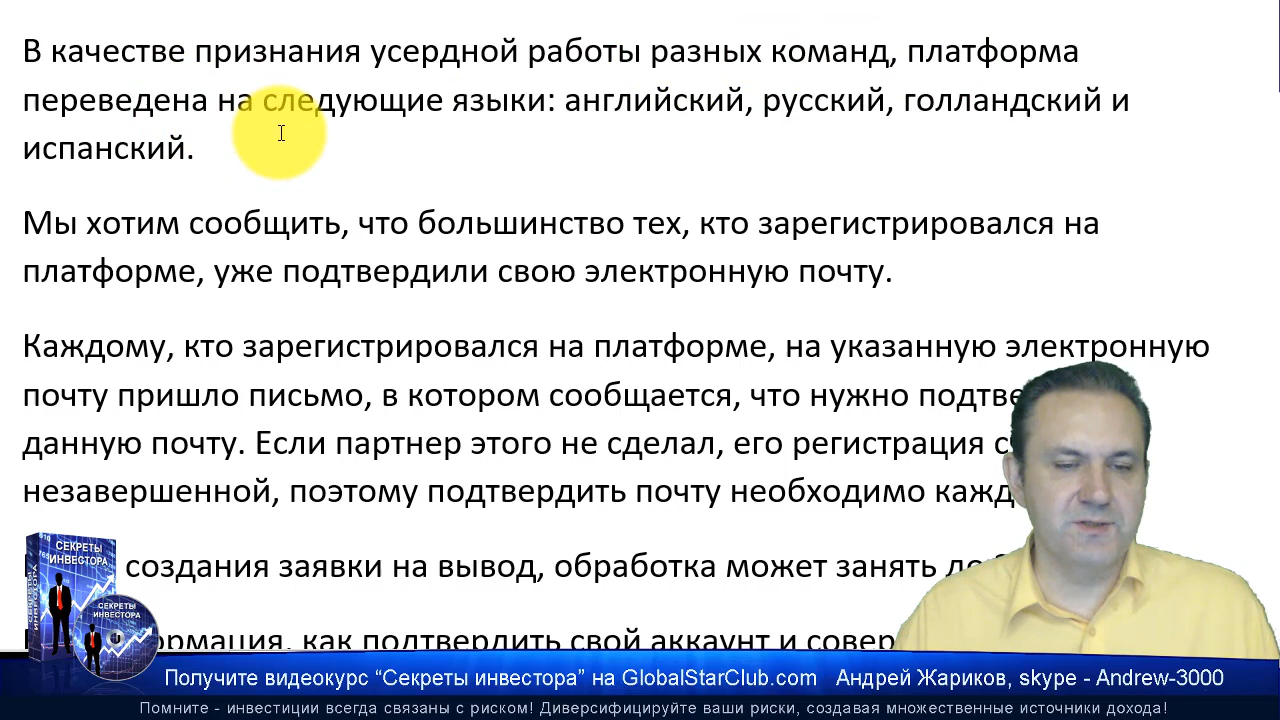 В качестве признания усердной работы разных команд, платформа
переведена на следующие языки: английский, русский, голландский и
испанский.
Мы хотим сообщить, что большинство тех, кто зарегистрировался на
платформе, уже подтвердили свою электронную почту.
Каждому, кто зарегистрировался на платформе, на указанную электронную
почту пришло письмо, в котором сообщается, что нужно
данную почту. Если партнер этого не сделал, его регистрация
незавершенной, поэтому подтвердить почту необходимо
создания заявки на вывод, обработка может занять
как подтвердить свой аккаунт и
СЕКРЕТЫ
ИНВЕСТОРА
СЕКРЕТЫ
ИНВЕСТОРА
Получите видеокурс “Секреты инвестора” на GlobalStarClub.com Андрей Жариков, skype - Andrew-3000
Помните - инвестиции всегда связаны с риском! Диверсифицируйте ваши риски, создавая множественные источники дохода!